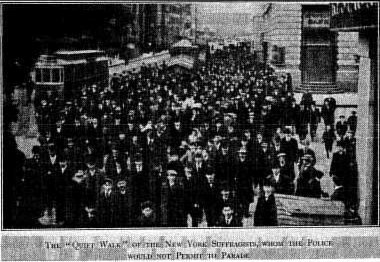 The "Quiet Walk" of the New York Suffragists, whom the Police
would not Permit to Parade